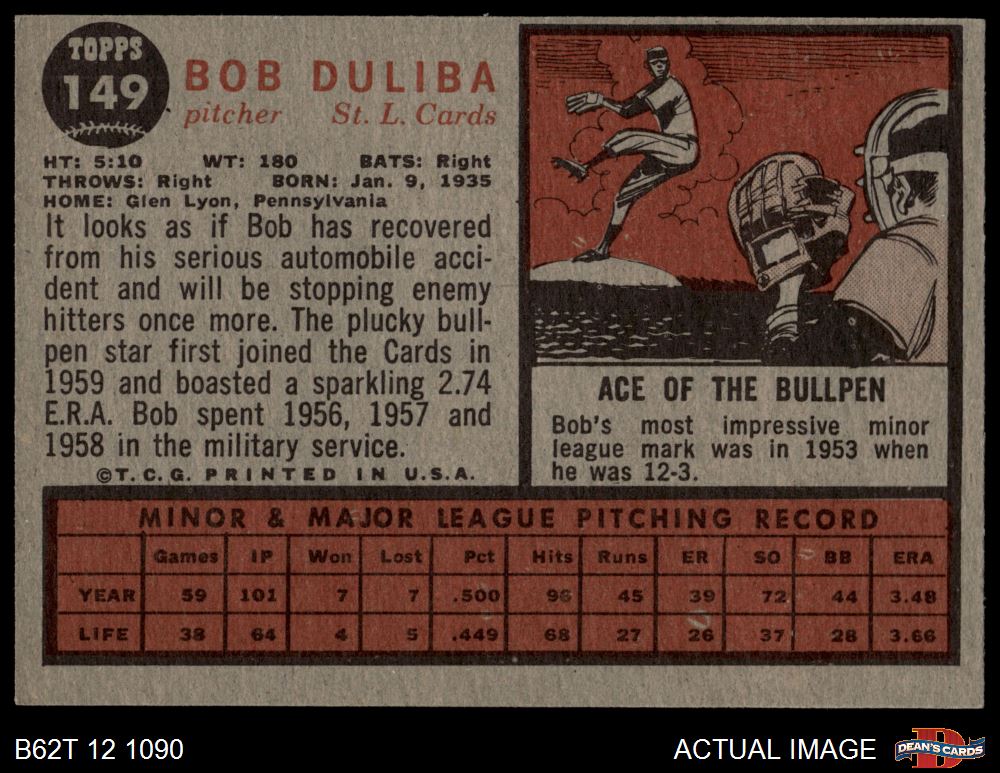 TOPPS
149
BOB DULIBA
pitcher St. L. Cards
HT: 5:10 WT: 180 BATS: Right
THROWS: Right BORN: Jan. 9, 1935
HOME: Glen Lyon, Pennsylvania
It looks as if Bob has recovered
from his serious automobile acci-
dent and will be stopping enemy
hitters once more. The plucky bull-
pen star first joined the Cards in
1959 and boasted a sparkling 2.74
E.R.A. Bob spent 1956, 1957 and
1958 in the military service.
©T.C.G. PRINTED IN U.S.A.
ACE OF THE BULLPEN
Bob's most impressive minor
league mark was in 1953 when
he was 12-3.
MINOR & MAJOR LEAGUE PITCHING RECORD
Games IP Won Lost Pct Hits Runs ER SO BB ERA
YEAR 59 101 7 7 .500 96 45 39 72 44 3.48
LIFE 38 64 4 5 .449 68 27 26 37 28 3.66
B62T 12 1090
ACTUAL IMAGE
D
DEAN'S CARDS